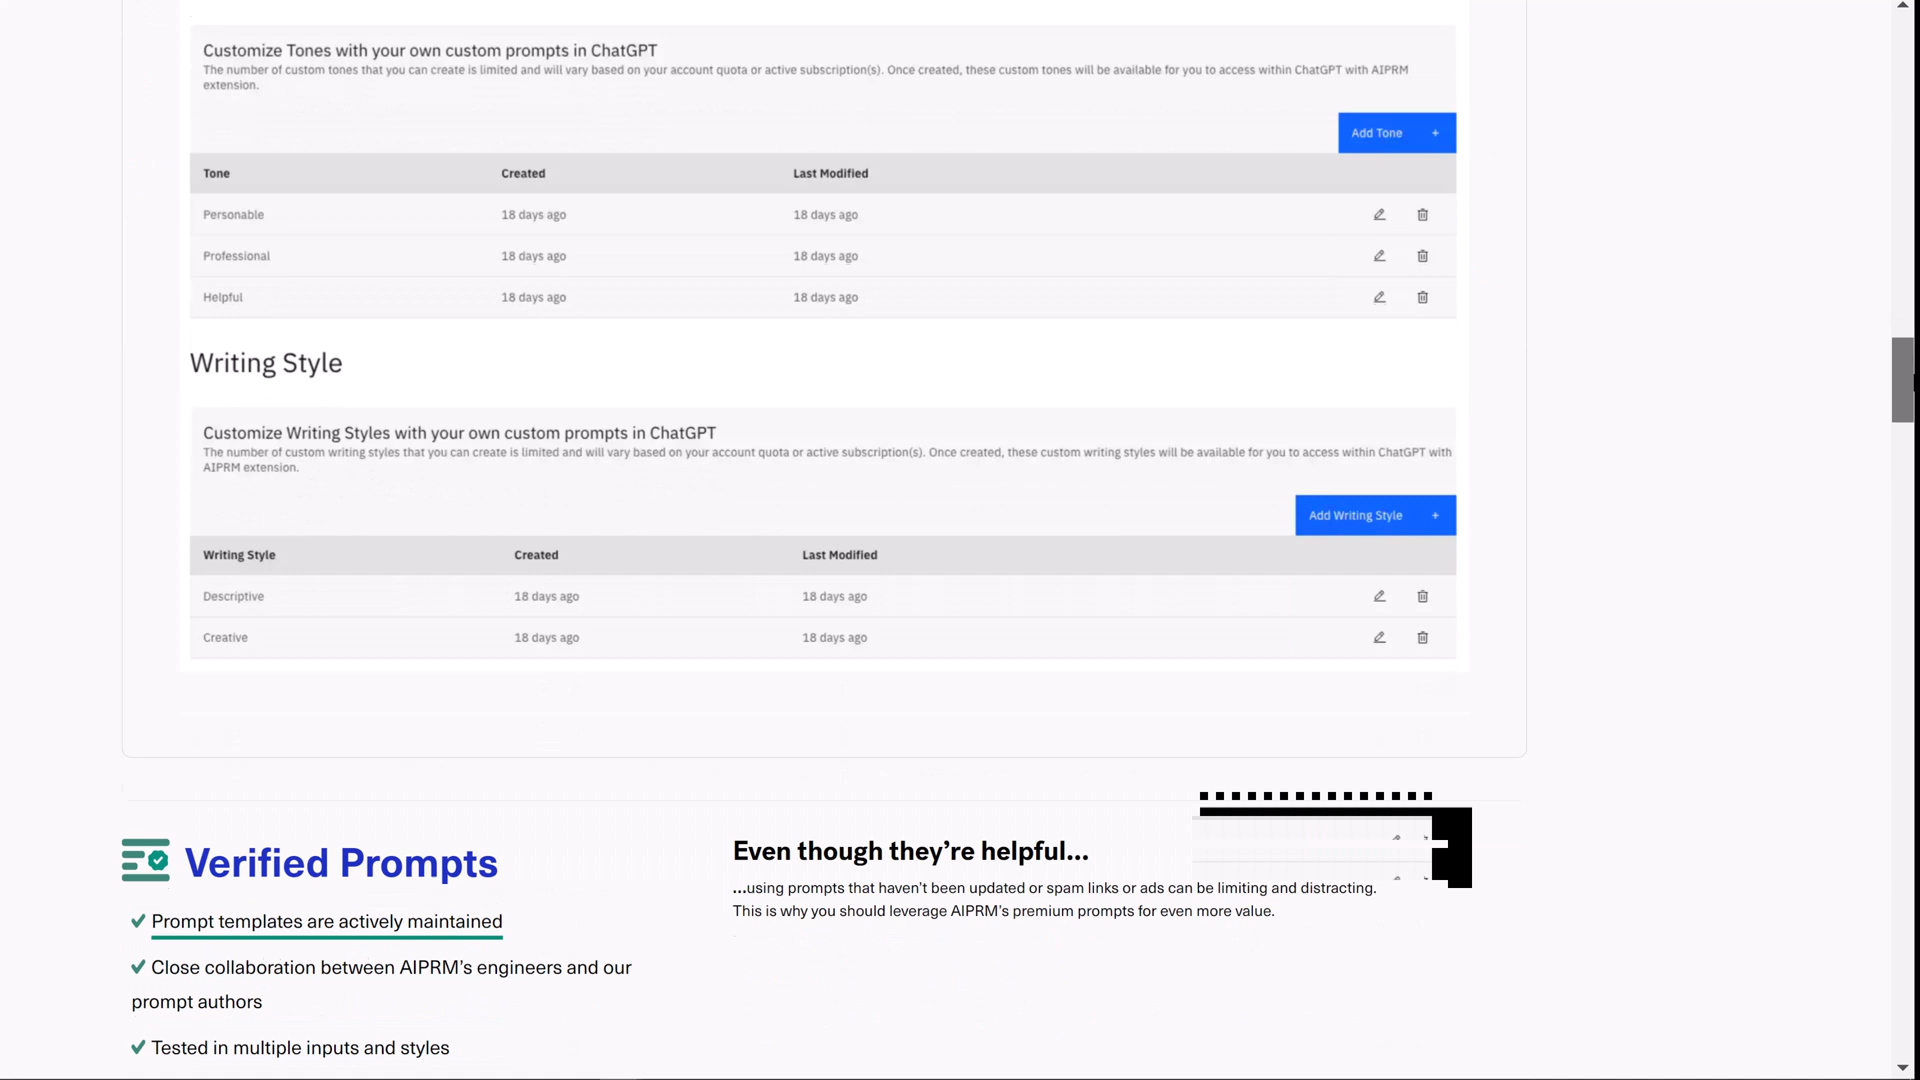 Customize Tones with your own custom prompts in ChatGPT
The number of custom tones that you can create is limited and will vary based on your account quota or active subscription(s). Once created, these custom tones will be available for you to access within ChatGPT with AIPRM
extension.
Add Tone +
Tone Created Last Modified
Personable 18 days ago 18 days ago
Professional 18 days ago 18 days ago
Helpful 18 days ago 18 days ago
Writing Style
Customize Writing Styles with your own custom prompts in ChatGPT
The number of custom writing styles that you can create is limited and will vary based on your account quota or active subscription(s). Once created, these custom writing styles will be available for you to access within ChatGPT with
AIPRM extension.
Add Writing Style +
Writing Style Created Last Modified
Descriptive 18 days ago 18 days ago
Creative 18 days ago 18 days ago
Verified Prompts
Prompt templates are actively maintained
Close collaboration between AIPRM's engineers and our
prompt authors
Tested in multiple inputs and styles
Even though they're helpful...
...using prompts that haven't been updated or spam links or ads can be limiting and distracting.
This is why you should leverage AIPRM's premium prompts for even more value.